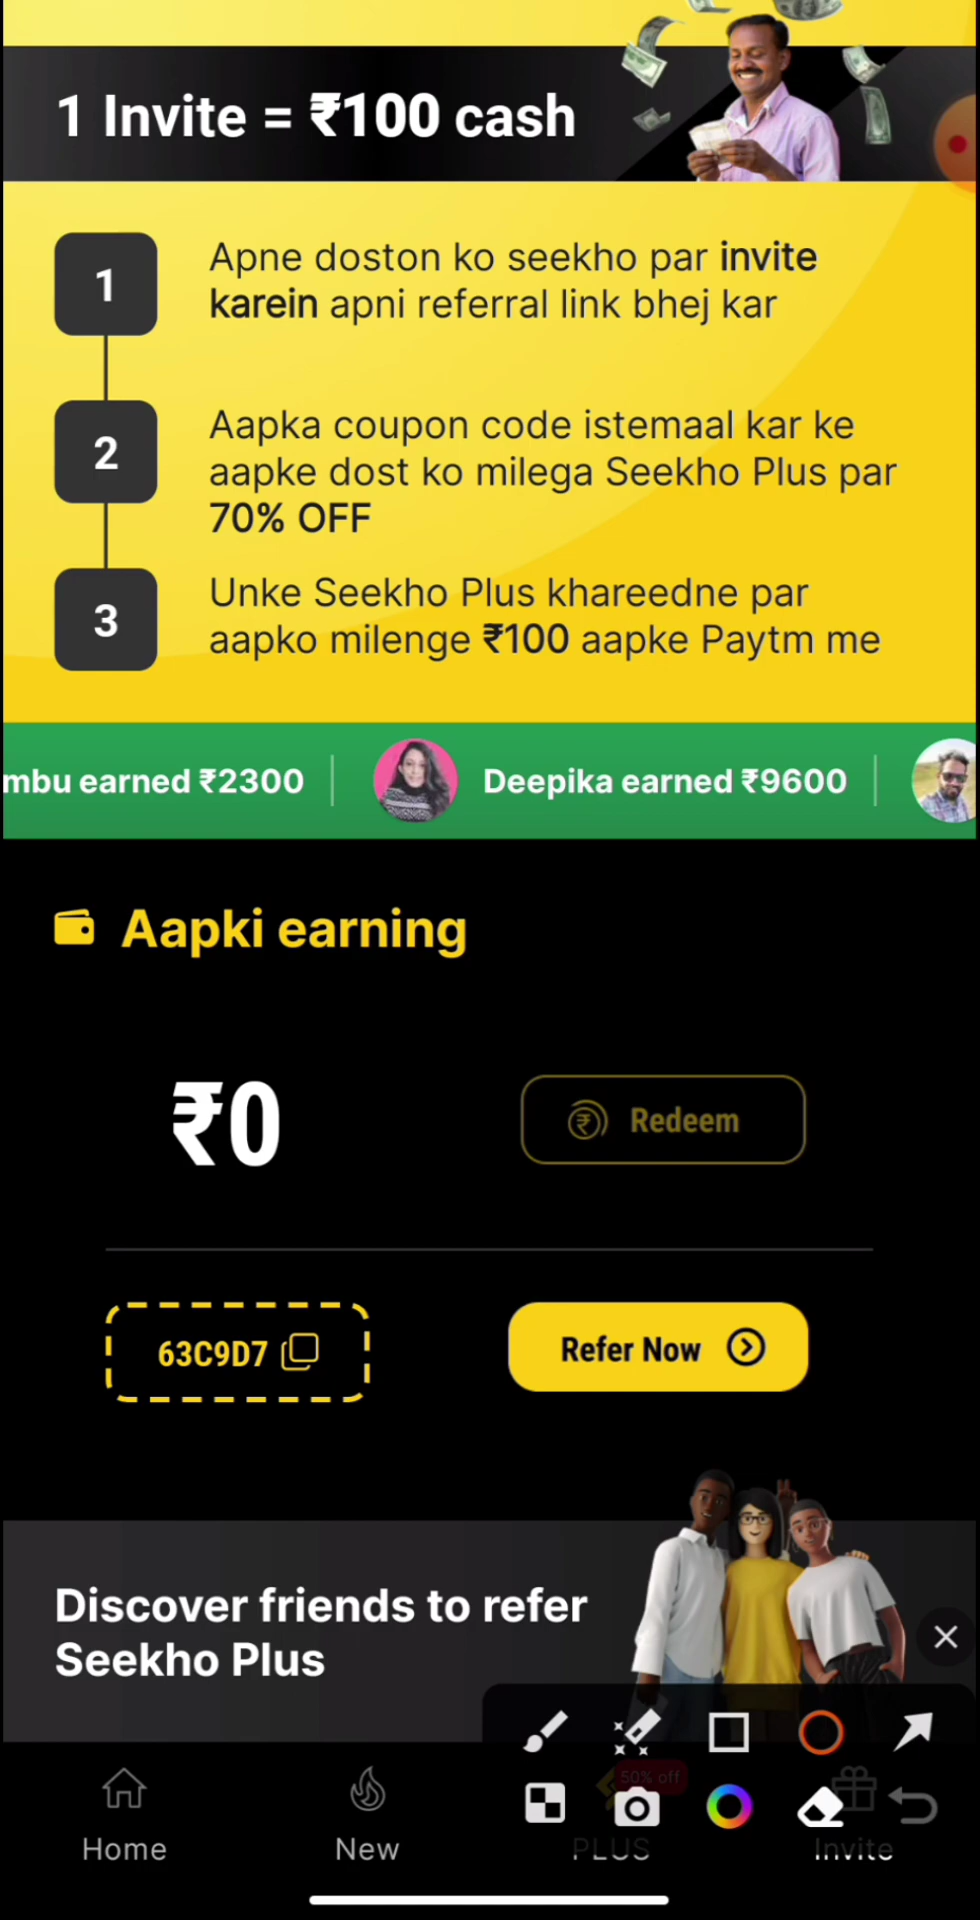 1 Invite = ₹100 cash
1
Apne doston ko seekho par invite
karein apni referral link bhej kar
2
Aapka coupon code istemaal kar ke
aapke dost ko milega Seekho Plus par
70% OFF
3
Unke Seekho Plus khareedne par
aapko milenge ₹100 aapke Paytm me
mbu earned ₹2300
Deepika earned ₹9600
Aapki earning
₹0
Redeem
63C9D7
Refer Now
Discover friends to refer
Seekho Plus
50% off
Home
New
PLUS
Invite